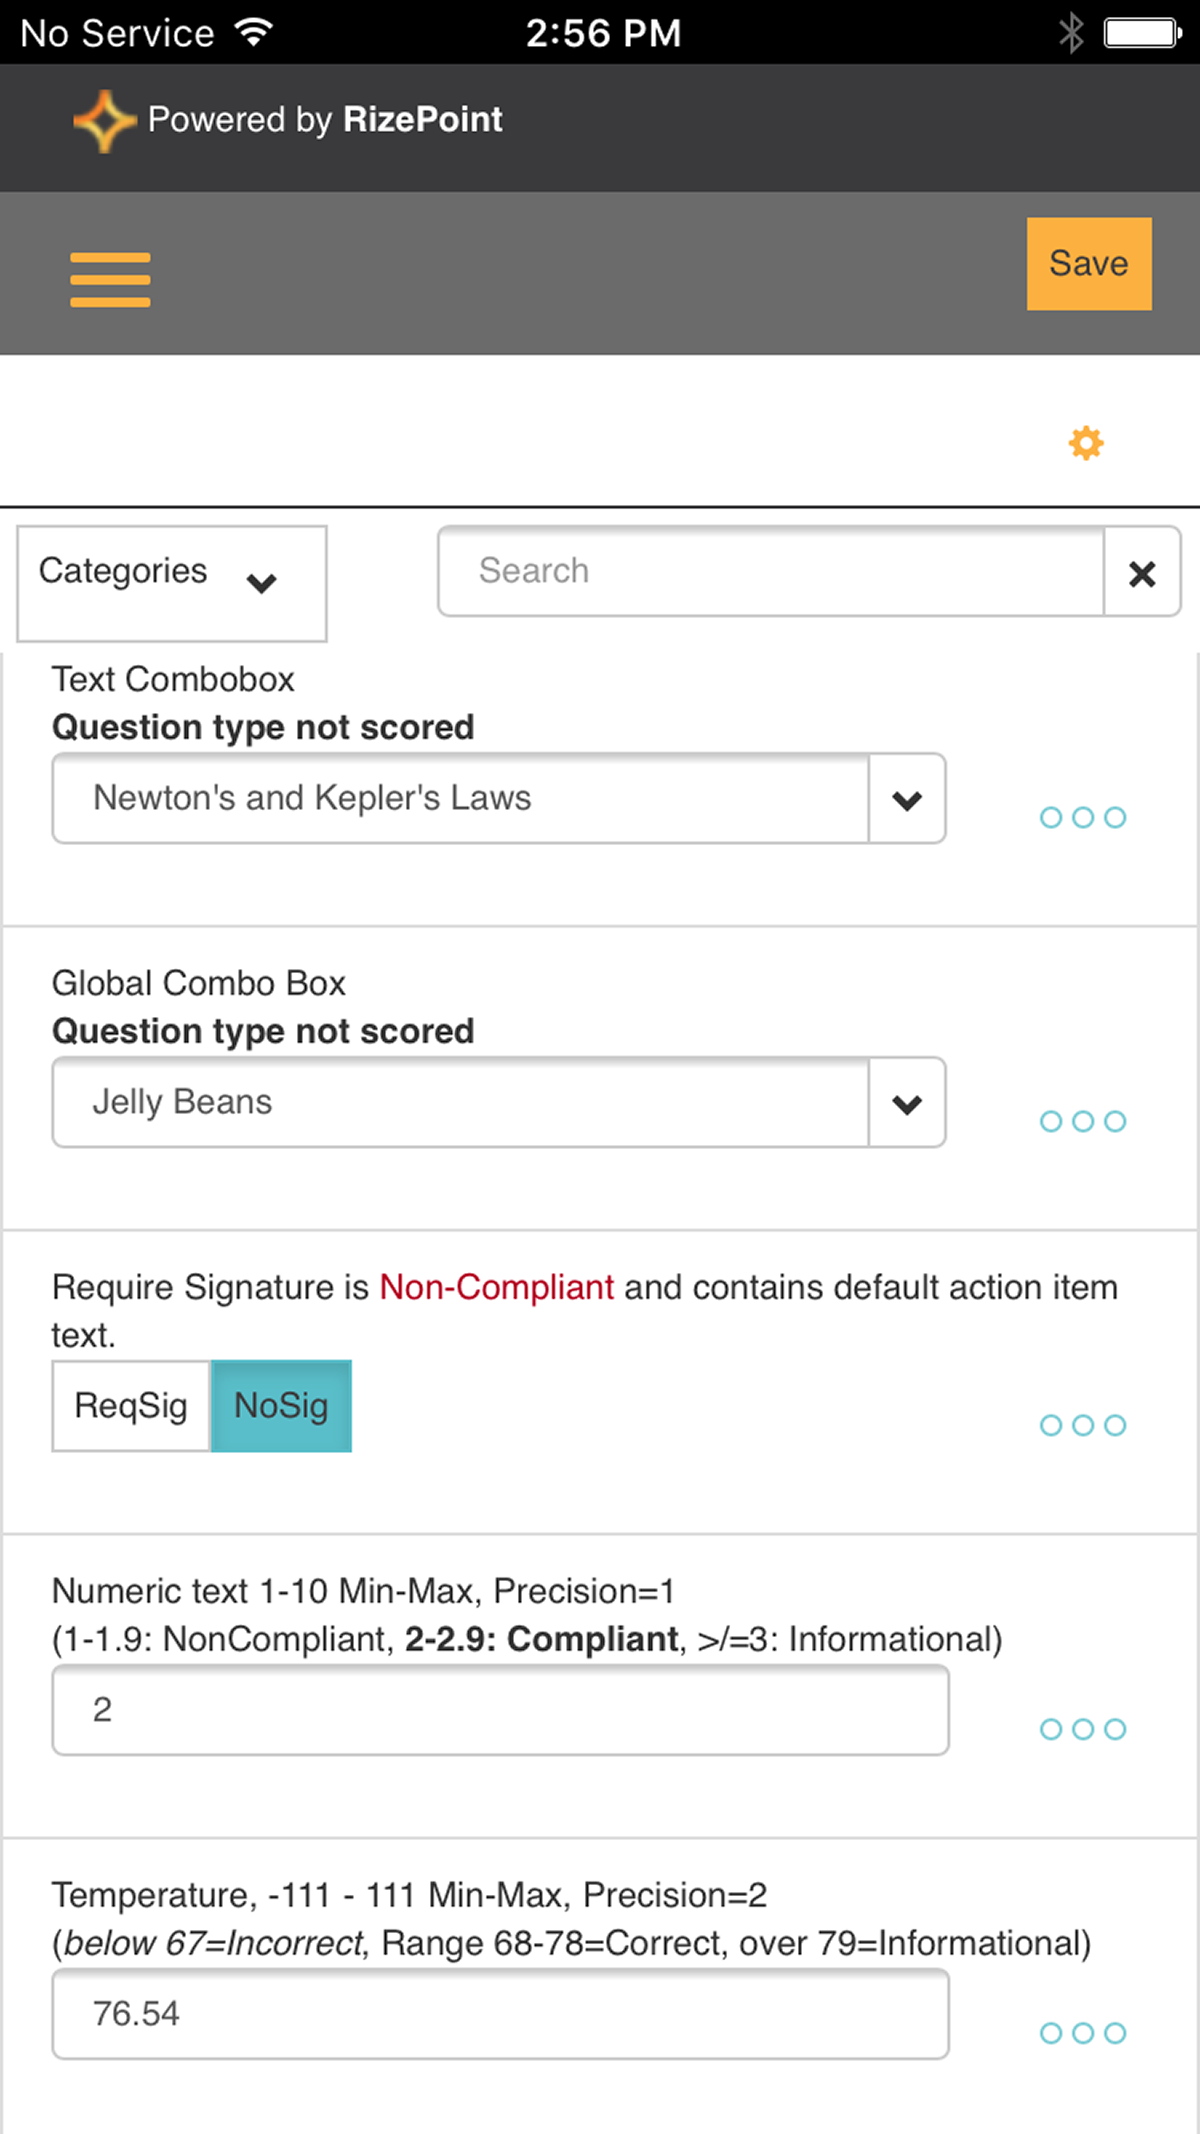 No Service 2:56 PM
Powered by RizePoint
Save
Categories Search
Text Combobox
Question type not scored
Newton's and Kepler's Laws
Global Combo Box
Question type not scored
Jelly Beans
Require Signature is Non-Compliant and contains default action item
text.
ReqSig NoSig
Numeric text 1-10 Min-Max, Precision=1
(1-1.9: NonCompliant, 2-2.9: Compliant, >/=3: Informational)
2
Temperature, -111 - 111 Min-Max, Precision=2
(below 67=Incorrect, Range 68-78=Correct, over 79=Informational)
76.54